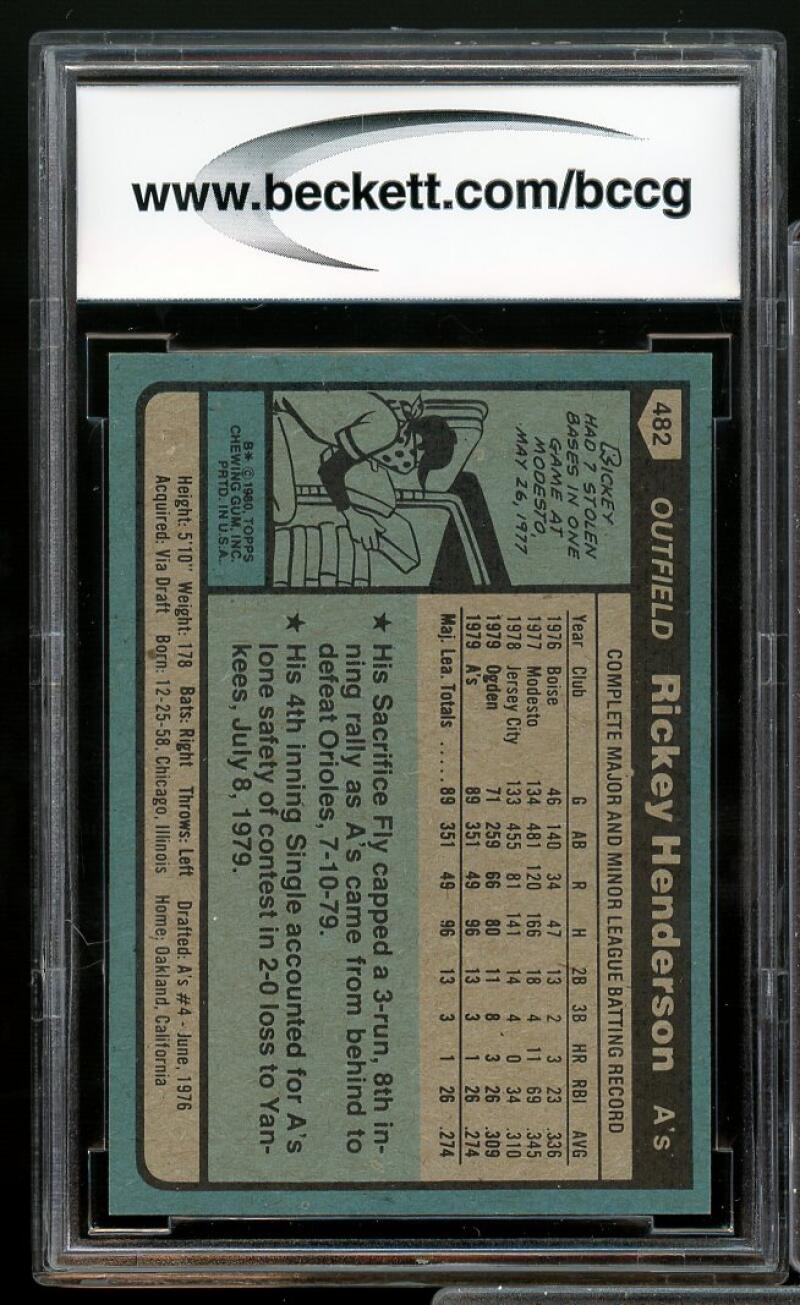 www.beckett.com/bccg
482 OUTFIELD Rickey Henderson A's
RICKEY
HAD 7 STOLEN
BASES IN ONE
GAME AT
MODESTO,
MAY 26, 1977
B* © 1980, TOPPS
CHEWING GUM, INC.
PRTD. IN U.S.A.
COMPLETE MAJOR AND MINOR LEAGUE BATTING RECORD
Year Club G AB R H 2B 3B HR RBI AVG
1976 Boise 46 140 34 47 13 2 3 23 .336
1977 Modesto 134 481 120 166 18 4 11 69 .345
1978 Jersey City 133 455 81 141 14 4 0 34 .310
1979 Ogden 71 259 66 80 11 8 3 26 .309
1979 A's 89 351 49 96 13 3 1 26 .274
Maj. Lea. Totals ..... 89 351 49 96 13 3 1 26 .274
★ His Sacrifice Fly capped a 3-run, 8th in-
ning rally as A's came from behind to
defeat Orioles, 7-10-79.
★ His 4th inning Single accounted for A's
lone safety of contest in 2-0 loss to Yan-
kees, July 8, 1979.
Height: 5'10" Weight: 178 Bats: Right Throws: Left Drafted: A's #4 - June, 1976
Acquired: Via Draft Born: 12-25-58, Chicago, Illinois Home; Oakland, California